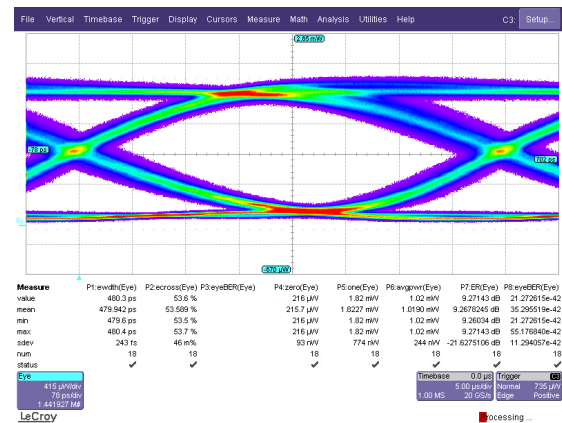 File Vertical Timebase Trigger Display Cursors Measure Math Analysis Utilities Help C3: Setup...
2.65 mW
-78 ps
702 ps
-670 µW
Measure P1:ewdth(Eye) P2:ecross(Eye) P3:eyeBER(Eye) P4:zero(Eye) P5:one(Eye) P6:avgpwr(Eye) P7:ER(Eye) P8:eyeBER(Eye)
value 480.3 ps 53.6 % 216 µW 1.82 mW 1.02 mW 9.27143 dB 21.272615e-42
mean 479.942 ps 53.589 % 215.7 µW 1.8227 mW 1.0190 mW 9.2678245 dB 35.295519e-42
min 479.6 ps 53.5 % 216 µW 1.82 mW 1.02 mW 9.26034 dB 21.272615e-42
max 480.4 ps 53.7 % 216 µW 1.82 mW 1.02 mW 9.27143 dB 55.176840e-42
sdev 243 fs 46 m% 93 nW 774 nW 244 nW -21.6275106 dB 11.294057e-42
num 18 18 18 18 18 18 18
status
Eye
415 µW/div
78 ps/div
1.441927 M#
Timebase 0.0 µs
5.00 µs/div
1.00 MS 20 GS/s
Trigger C3
Normal 735 µW
Edge Positive
LeCroy
Processing ...